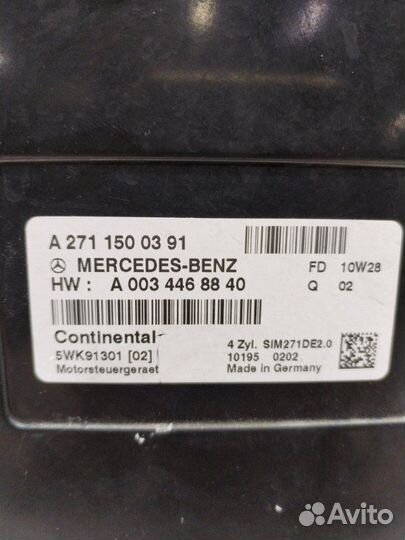 A 271 150 03 91
MERCEDES-BENZ
FD 10W28
HW : A 003 446 88 40
Q 02
Continental
4 Zyl. SIM271DE2.0
5WK91301 [02]
10195 0202
Motorsteuergeraet
Made in Germany
Avito